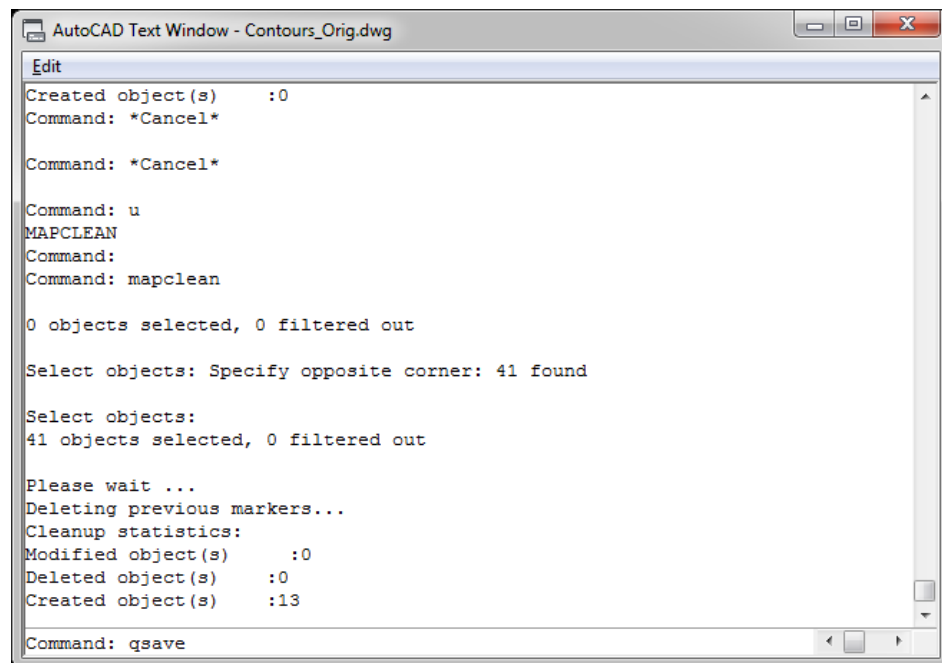 AutoCAD Text Window - Contours_Orig.dwg
Edit
Created object(s)    :0
Command: *Cancel*
Command: *Cancel*
Command: u
MAPCLEAN
Command:
Command: mapclean
0 objects selected, 0 filtered out
Select objects: Specify opposite corner: 41 found
Select objects:
41 objects selected, 0 filtered out
Please wait ...
Deleting previous markers...
Cleanup statistics:
Modified object(s)     :0
Deleted object(s)    :0
Created object(s)    :13
Command: qsave